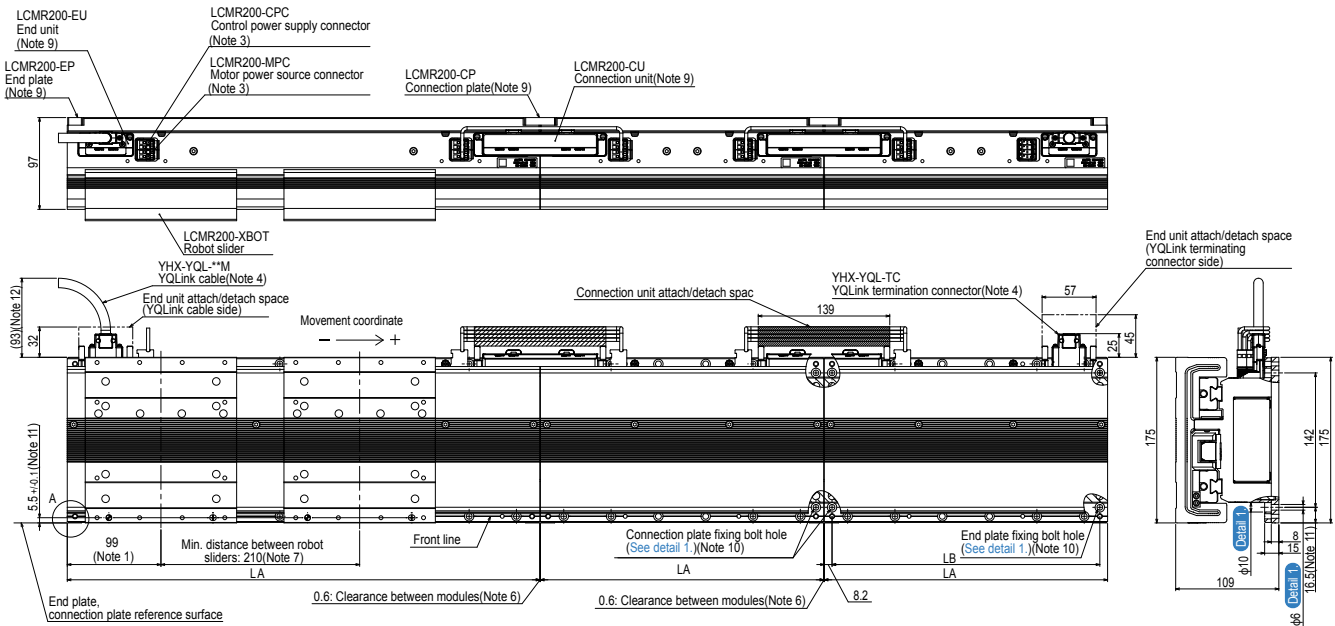 LCMR200-EU
End unit
(Note 9)
LCMR200-CPC
Control power supply connector
(Note 3)
LCMR200-EP
End plate
(Note 9)
LCMR200-MPC
Motor power source connector
(Note 3)
LCMR200-CP
Connection plate(Note 9)
LCMR200-CU
Connection unit(Note 9)
97
LCMR200-XBOT
Robot slider
YHX-YQL-**M
YQLink cable(Note 4)
End unit attach/detach space
(YQLink cable side)
Movement coordinate
- +
Connection unit attach/detach spac
139
YHX-YQL-TC
YQLink termination connector(Note 4)
End unit attach/detach space
(YQLink terminating
connector side)
57
45
25
(93)(Note12)
32
5.5 +/-0.1 (Note 11)
A
99
(Note 1)
Min. distance between robot
sliders: 210(Note 7)
Front line
Connection plate fixing bolt hole
(See detail 1.)(Note 10)
End plate fixing bolt hole
(See detail 1.)(Note 10)
LA
LA
LB
LA
0.6: Clearance between modules(Note 6)
0.6: Clearance between modules(Note 6)
8.2
End plate,
connection plate reference surface
175
142
175
8
15
16.5(Note 11)
109
φ10 Detail 1.
φ6 Detail 1.